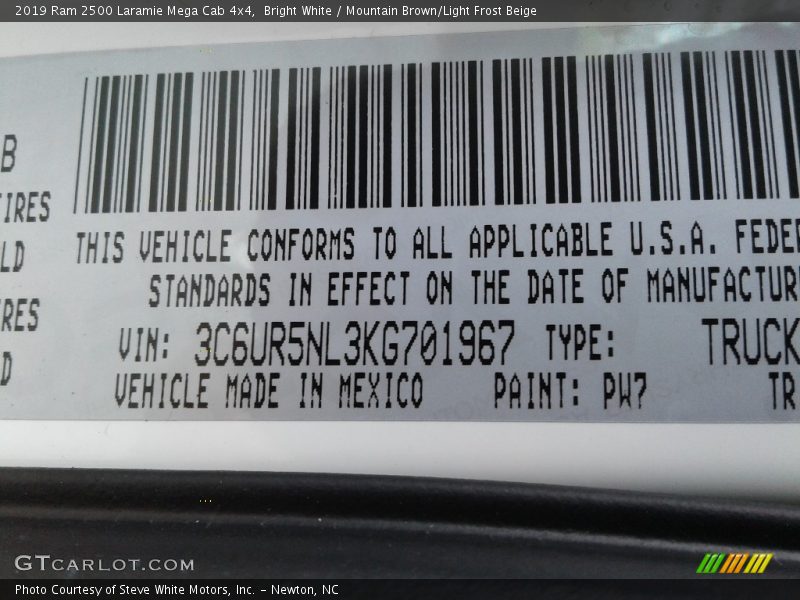 2019 Ram 2500 Laramie Mega Cab 4x4,  Bright White / Mountain Brown/Light Frost Beige
B
IRES
LD
RES
D
THIS VEHICLE CONFORMS TO ALL APPLICABLE U.S.A. FEDER
STANDARDS IN EFFECT ON THE DATE OF MANUFACTUR
VIN: 3C6UR5NL3KG701967 TYPE: TRUCK
VEHICLE MADE IN MEXICO PAINT: PW7 TR
GTCARLOT.COM
Photo Courtesy of Steve White Motors, Inc. – Newton, NC